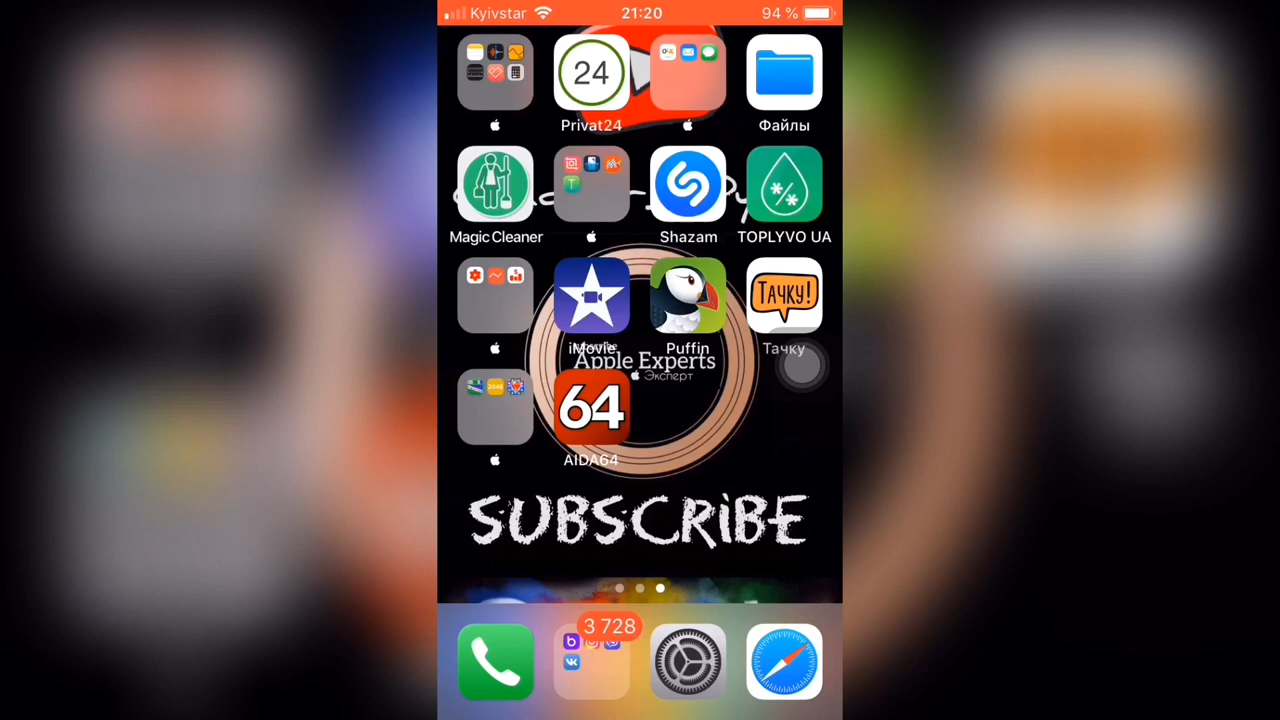 Kyivstar 21:20 94 %
24
Privat24 Файлы
Magic Cleaner Shazam TOPLYVO UA
ТАЧКУ!
iMovie Puffin Тачку
Apple Experts
Эксперт
64
AIDA64
SUBSCRiBE
3 728